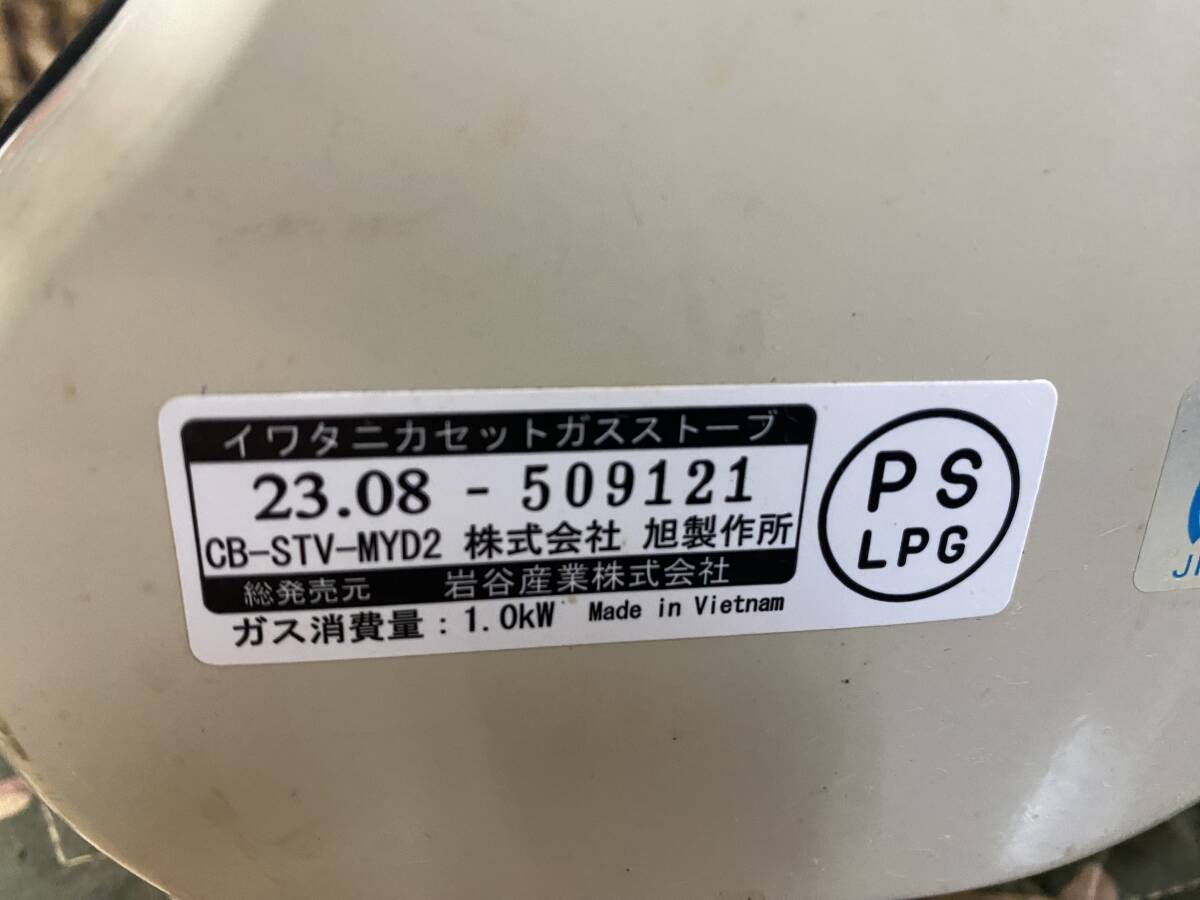 イワタニカセットガスストーブ
23.08 - 509121
CB-STV-MYD2 株式会社 旭製作所
総発売元 岩谷産業株式会社
ガス消費量：1.0kW Made in Vietnam
PS
LPG